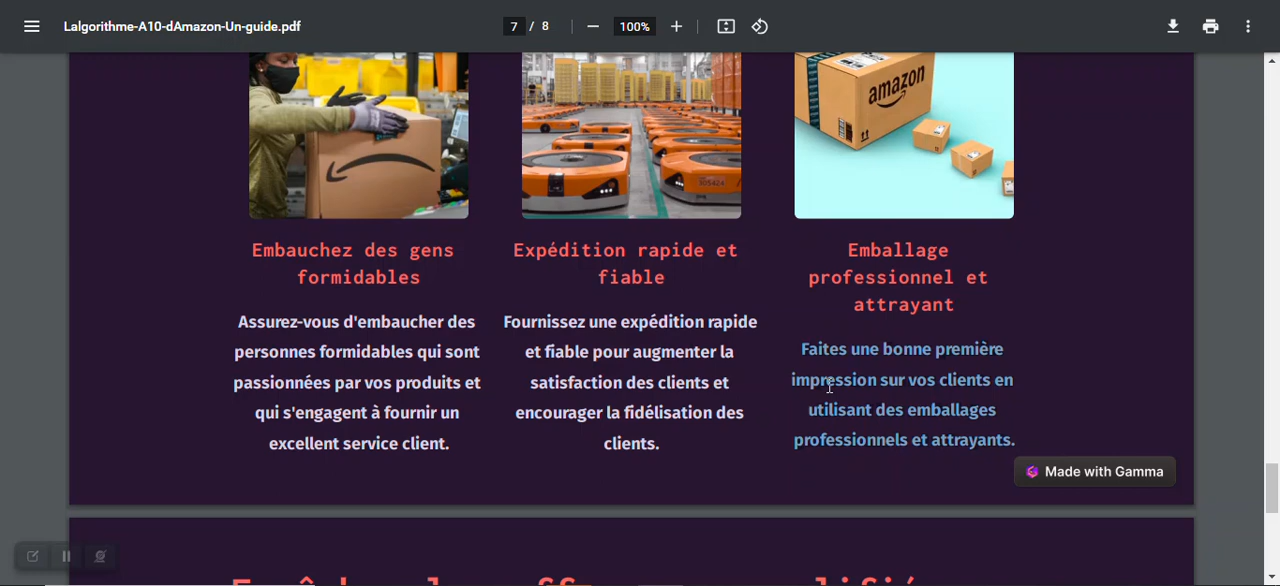 Lalgorithme-A10-dAmazon-Un-guide.pdf
7 / 8
100%
amazon
105424
Embauchez des gens
formidables
Assurez-vous d'embaucher des
personnes formidables qui sont
passionnées par vos produits et
qui s'engagent à fournir un
excellent service client.
Expédition rapide et
fiable
Fournissez une expédition rapide
et fiable pour augmenter la
satisfaction des clients et
encourager la fidélisation des
clients.
Emballage
professionnel et
attrayant
Faites une bonne première
impression sur vos clients en
utilisant des emballages
professionnels et attrayants.
Made with Gamma